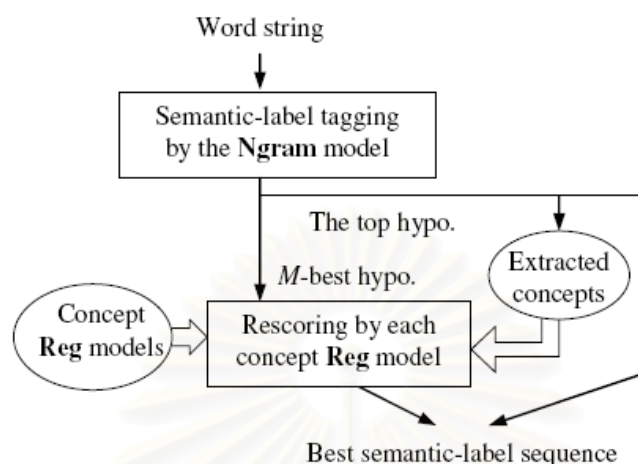 Word string
Semantic-label tagging
by the Ngram model
The top hypo.
M-best hypo.
Extracted
concepts
Concept
Reg models
Rescoring by each
concept Reg model
Best semantic-label sequence